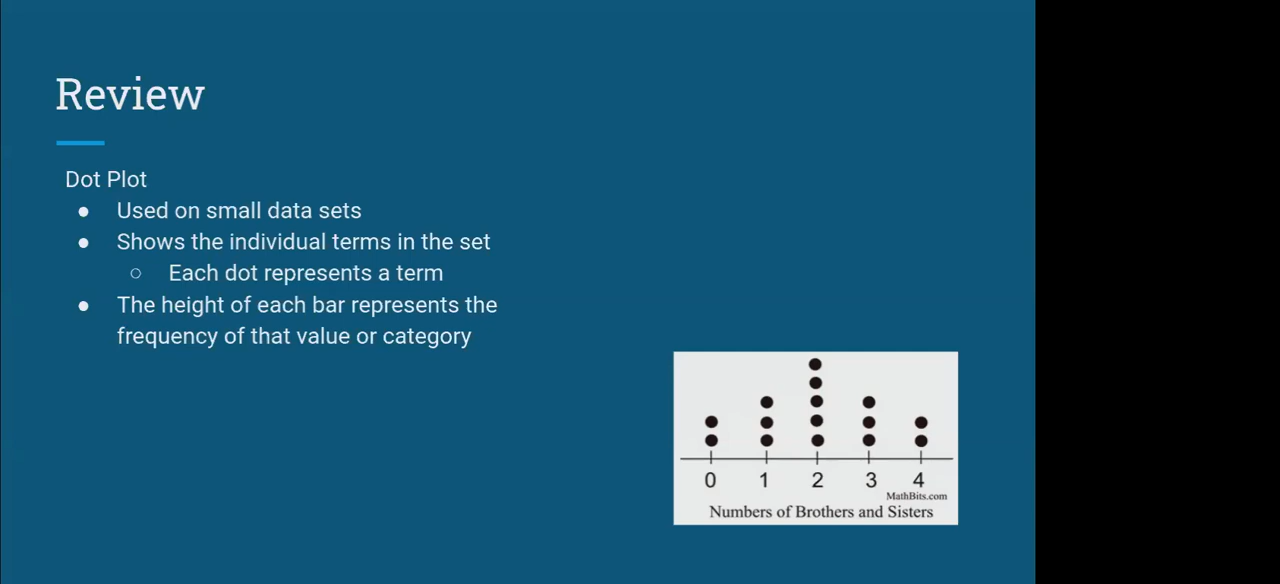 Review
Dot Plot
● Used on small data sets
● Shows the individual terms in the set
○ Each dot represents a term
● The height of each bar represents the
frequency of that value or category
0 1 2 3 4
MathBits.com
Numbers of Brothers and Sisters